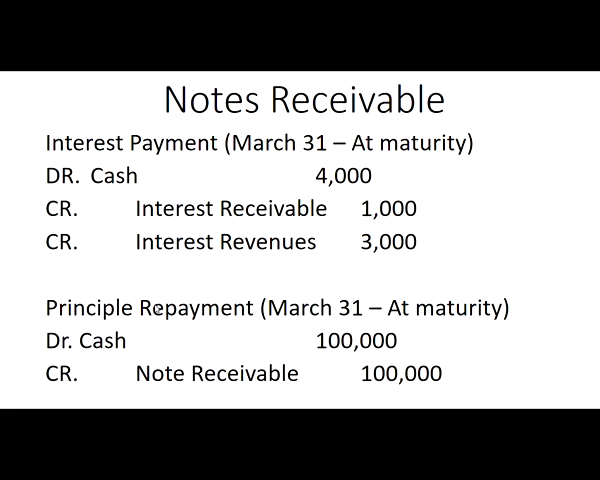 Notes Receivable
Interest Payment (March 31 – At maturity)
DR. Cash 4,000
CR. Interest Receivable 1,000
CR. Interest Revenues 3,000
Principle Repayment (March 31 – At maturity)
Dr. Cash 100,000
CR. Note Receivable 100,000